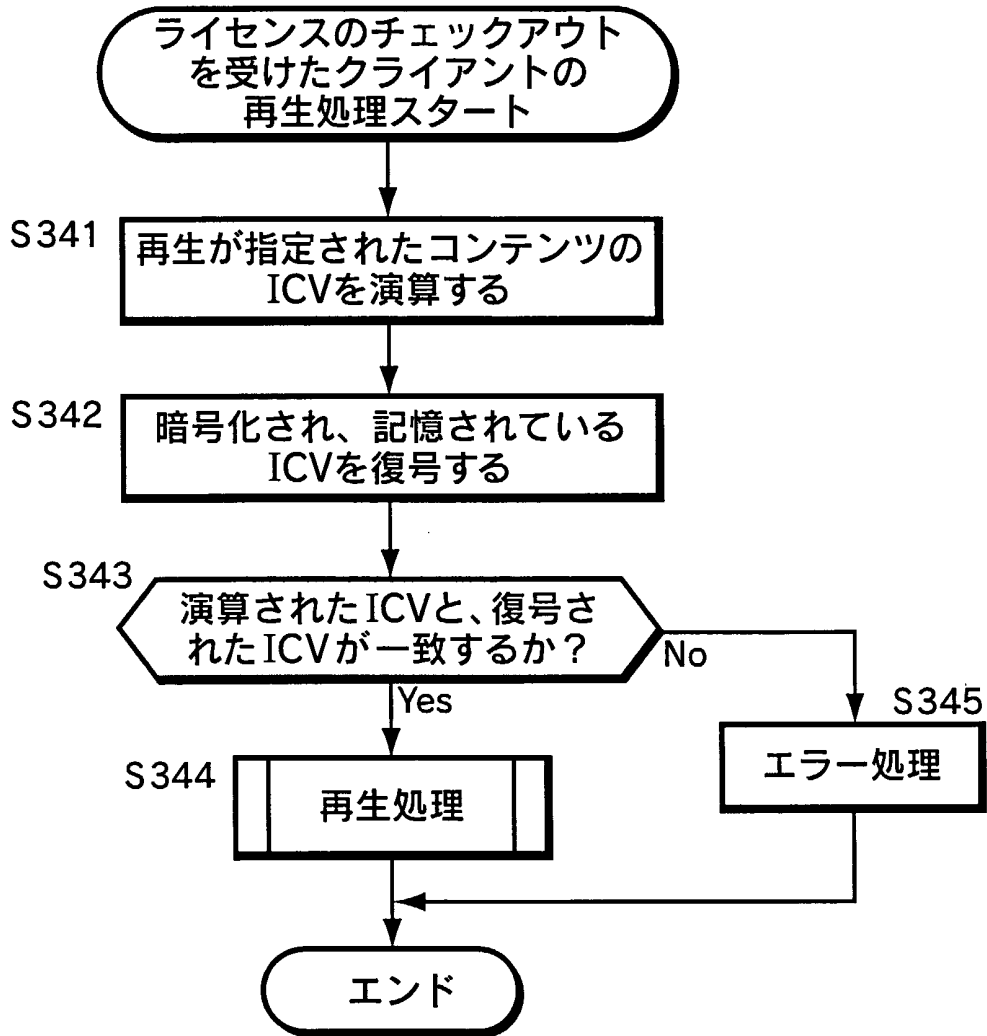 ライセンスのチェックアウト
を受けたクライアントの
再生処理スタート
S341
再生が指定されたコンテンツの
ICVを演算する
S342
暗号化され、記憶されている
ICVを復号する
S343
演算されたICVと、復号さ
れたICVが一致するか？
No
Yes
S345
エラー処理
S344
再生処理
エンド